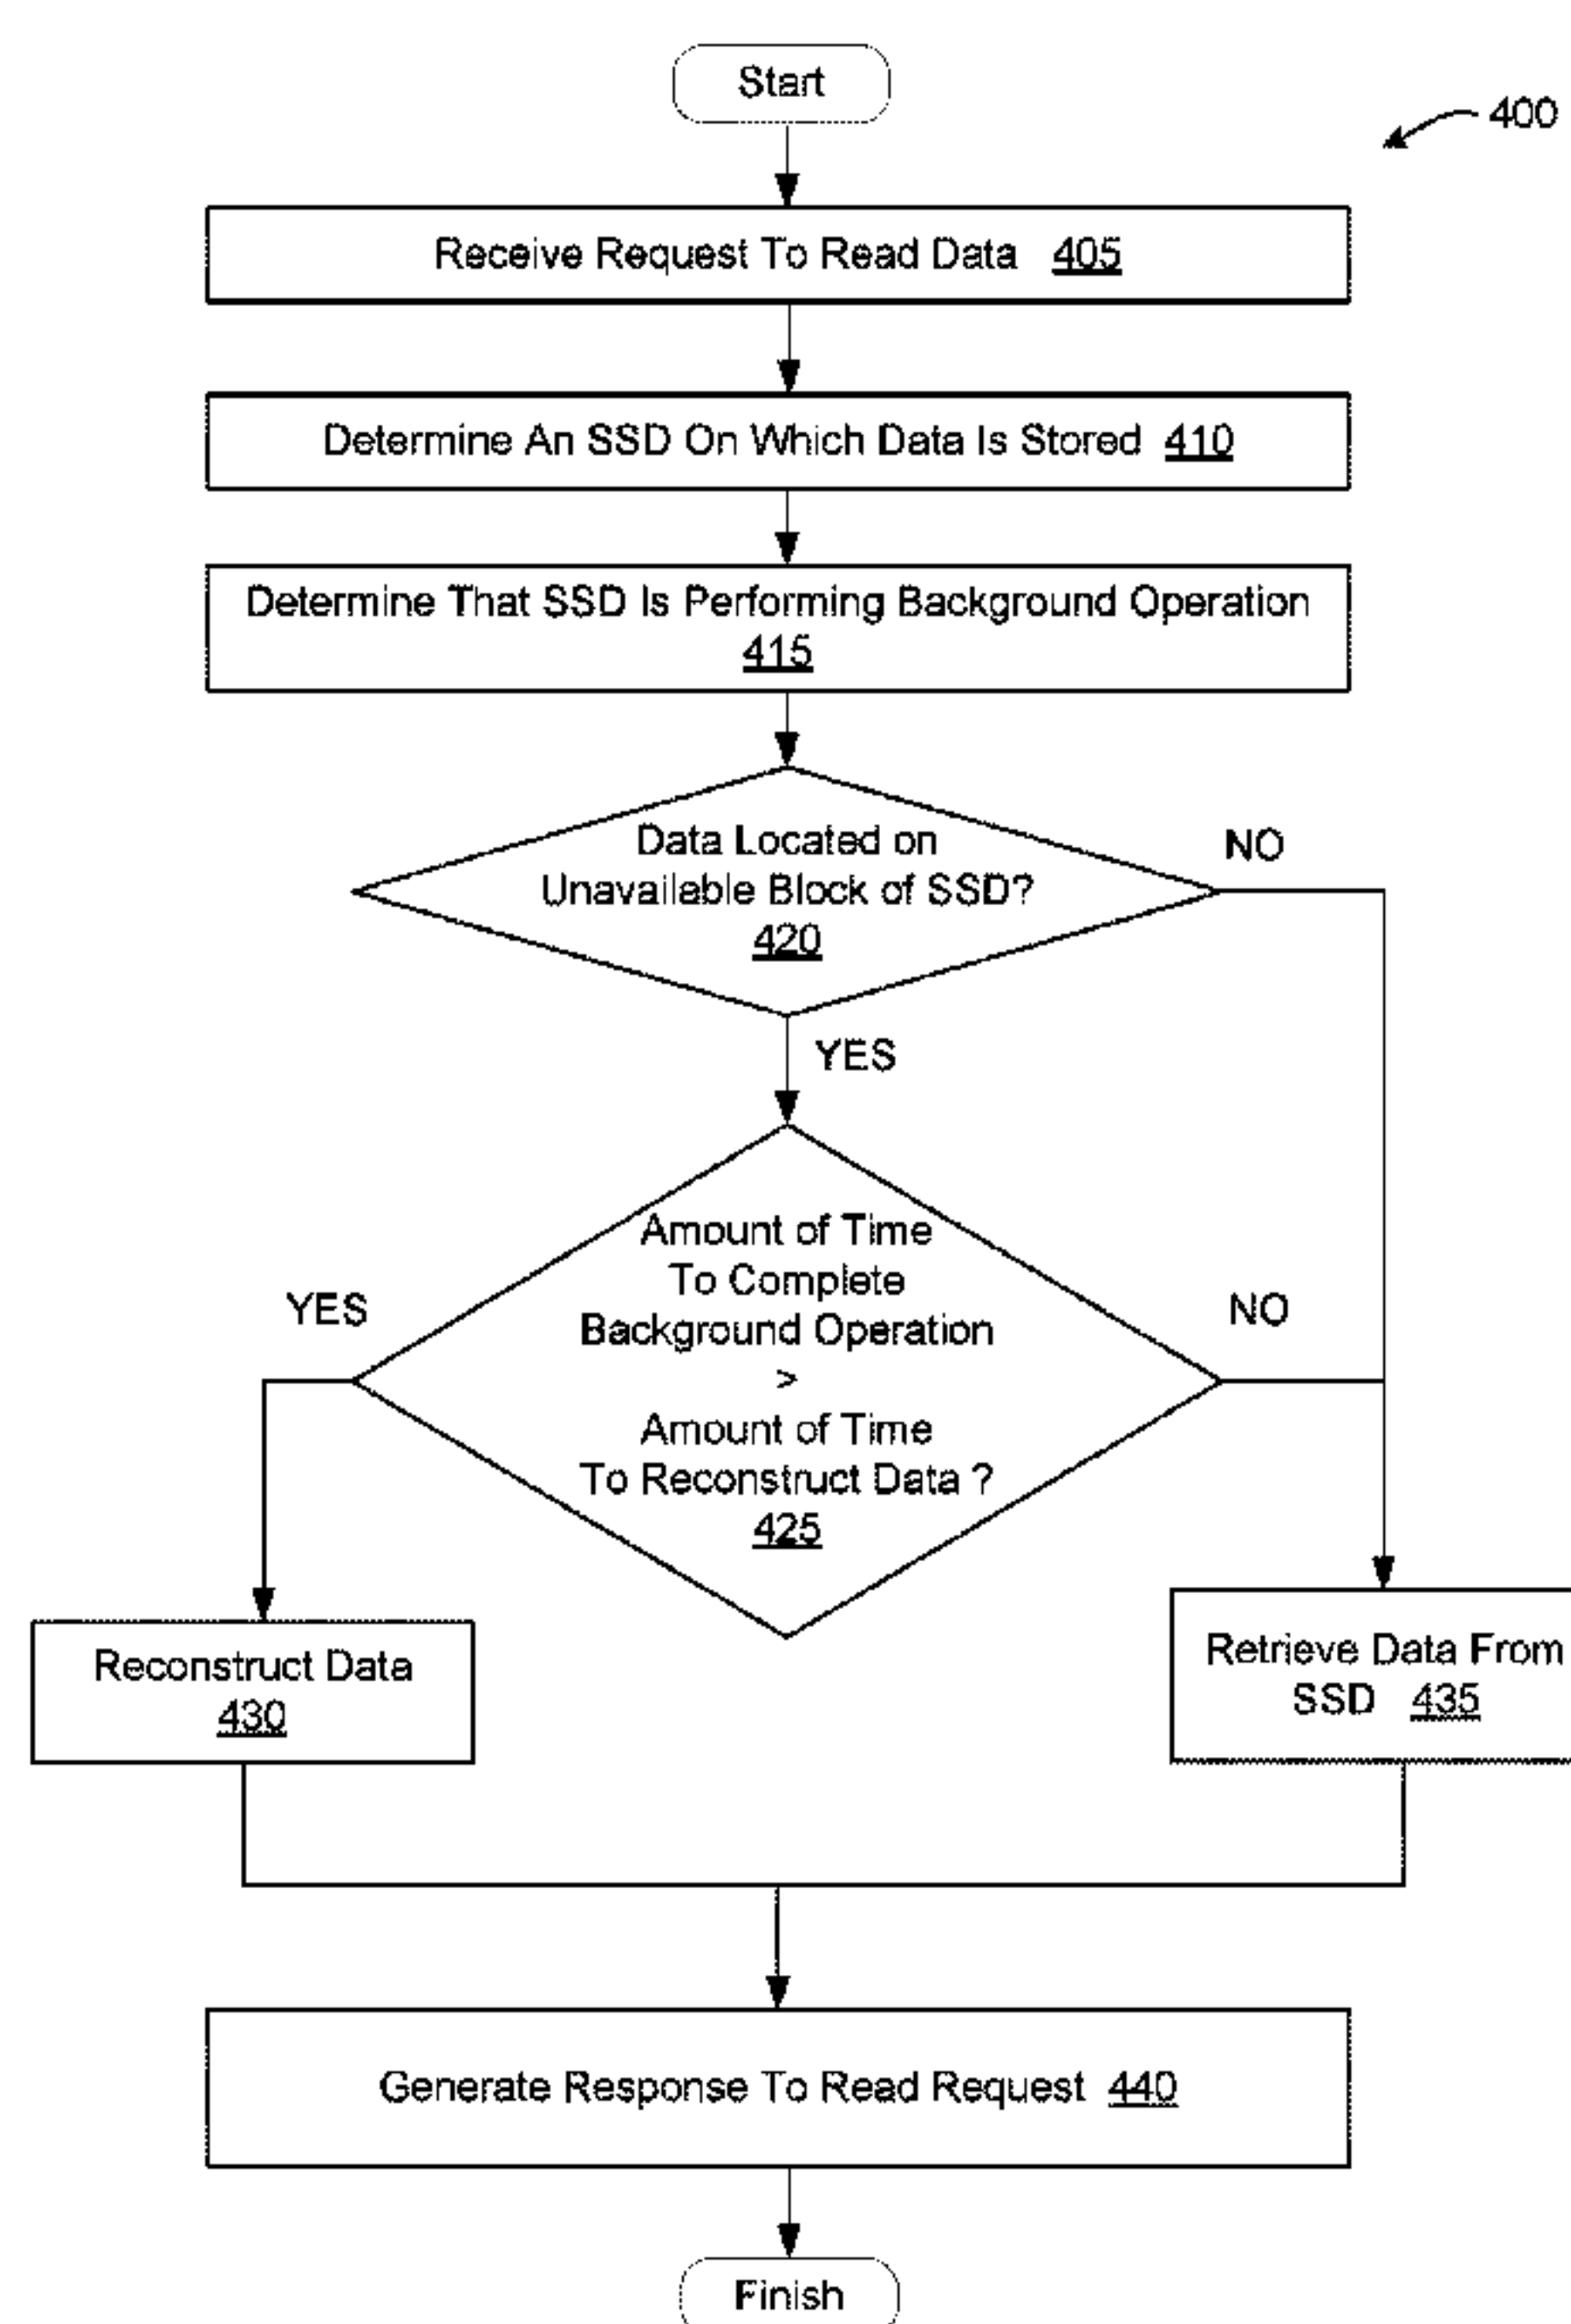 Start
400
Receive Request To Read Data 405
Determine An SSD On Which Data Is Stored 410
Determine That SSD Is Performing Background Operation
415
Data Located on
Unavailable Block of SSD?
420
NO
YES
Amount of Time
To Complete
Background Operation
>
Amount of Time
To Reconstruct Data ?
425
YES
NO
Reconstruct Data
430
Retrieve Data From
SSD 435
Generate Response To Read Request 440
Finish